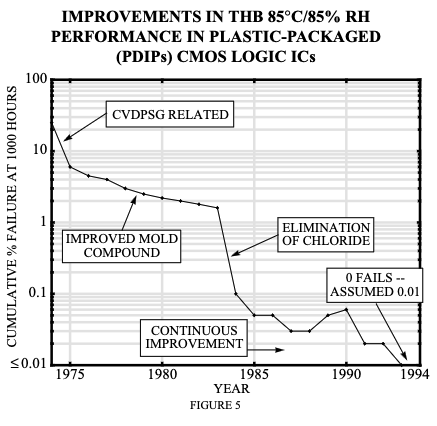 IMPROVEMENTS IN THB 85°C/85% RH
PERFORMANCE IN PLASTIC-PACKAGED
(PDIPs) CMOS LOGIC ICs
CUMULATIVE % FAILURE AT 1000 HOURS
100
10
1
0.1
≤0.01
CVDPSG RELATED
IMPROVED MOLD
COMPOUND
ELIMINATION
OF CHLORIDE
0 FAILS --
ASSUMED 0.01
CONTINUOUS
IMPROVEMENT
1975
1980
1985
1990
1994
YEAR
FIGURE 5